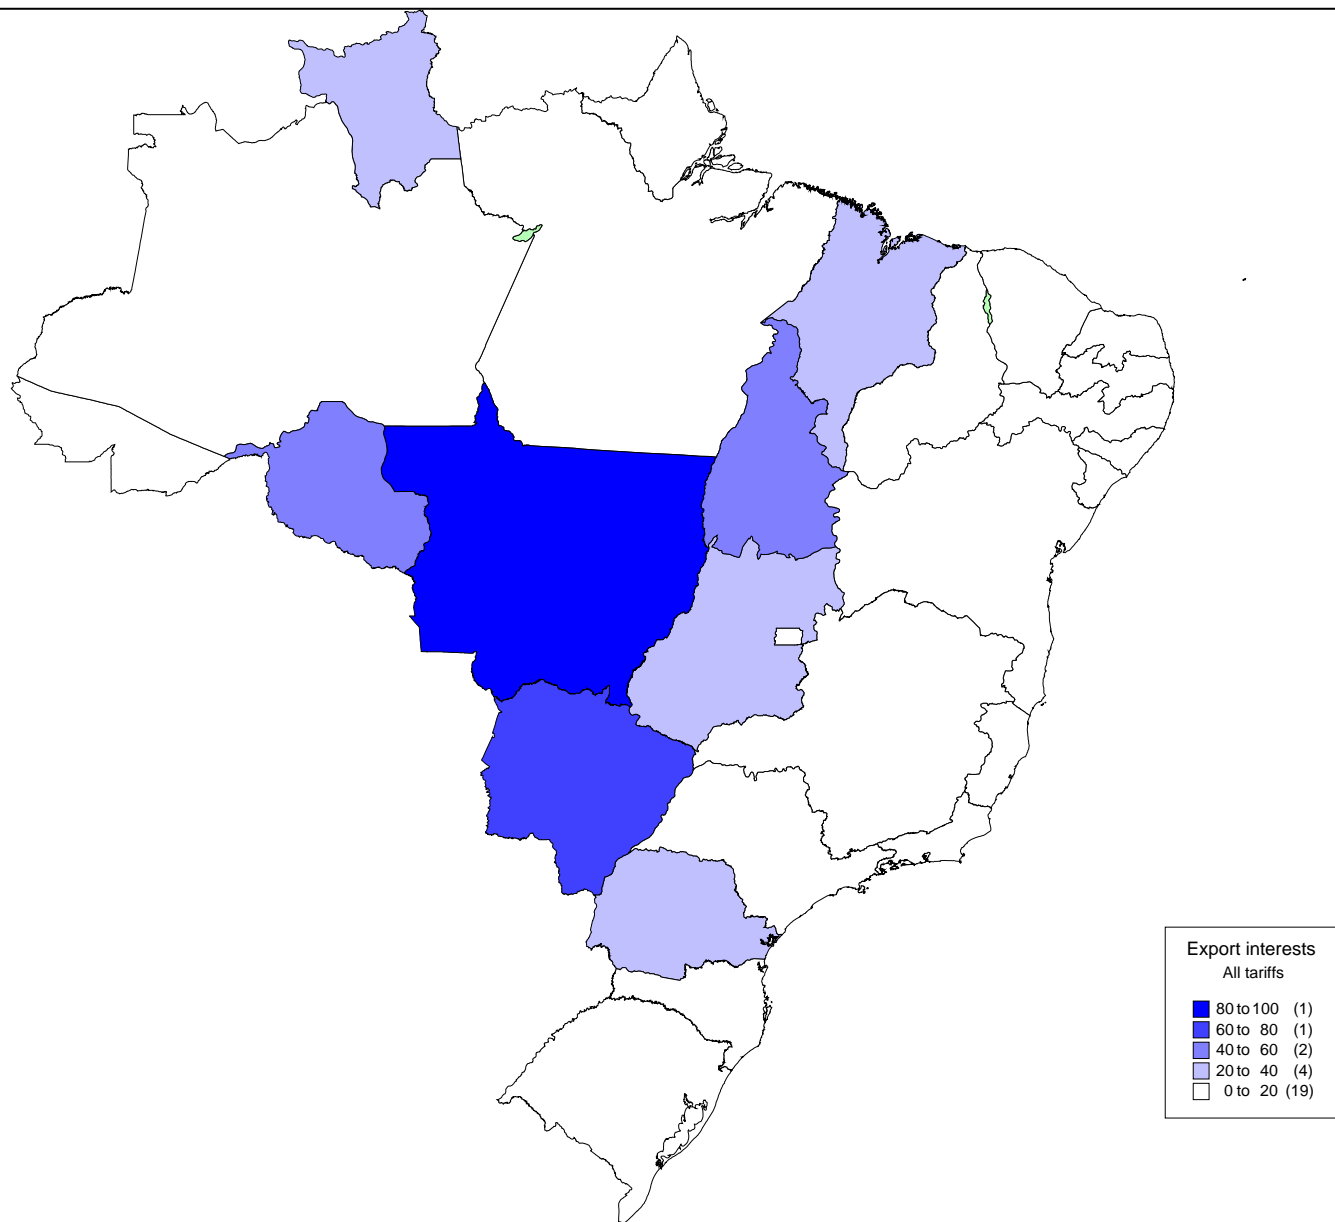 Export interests
All tariffs
80 to 100 (1)
60 to 80 (1)
40 to 60 (2)
20 to 40 (4)
0 to 20 (19)